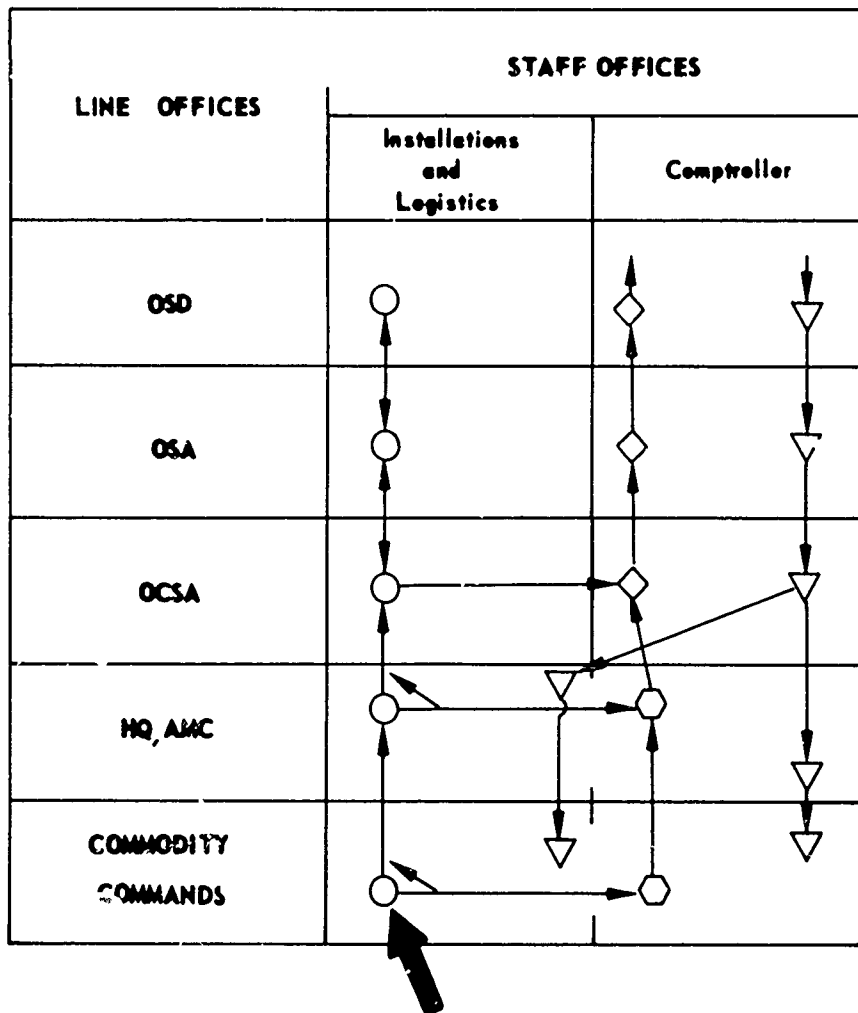 STAFF OFFICES
LINE OFFICES
Installations
and
Logistics
Comptroller
OSD
OSA
OCSA
HQ, AMC
COMMODITY
COMMANDS